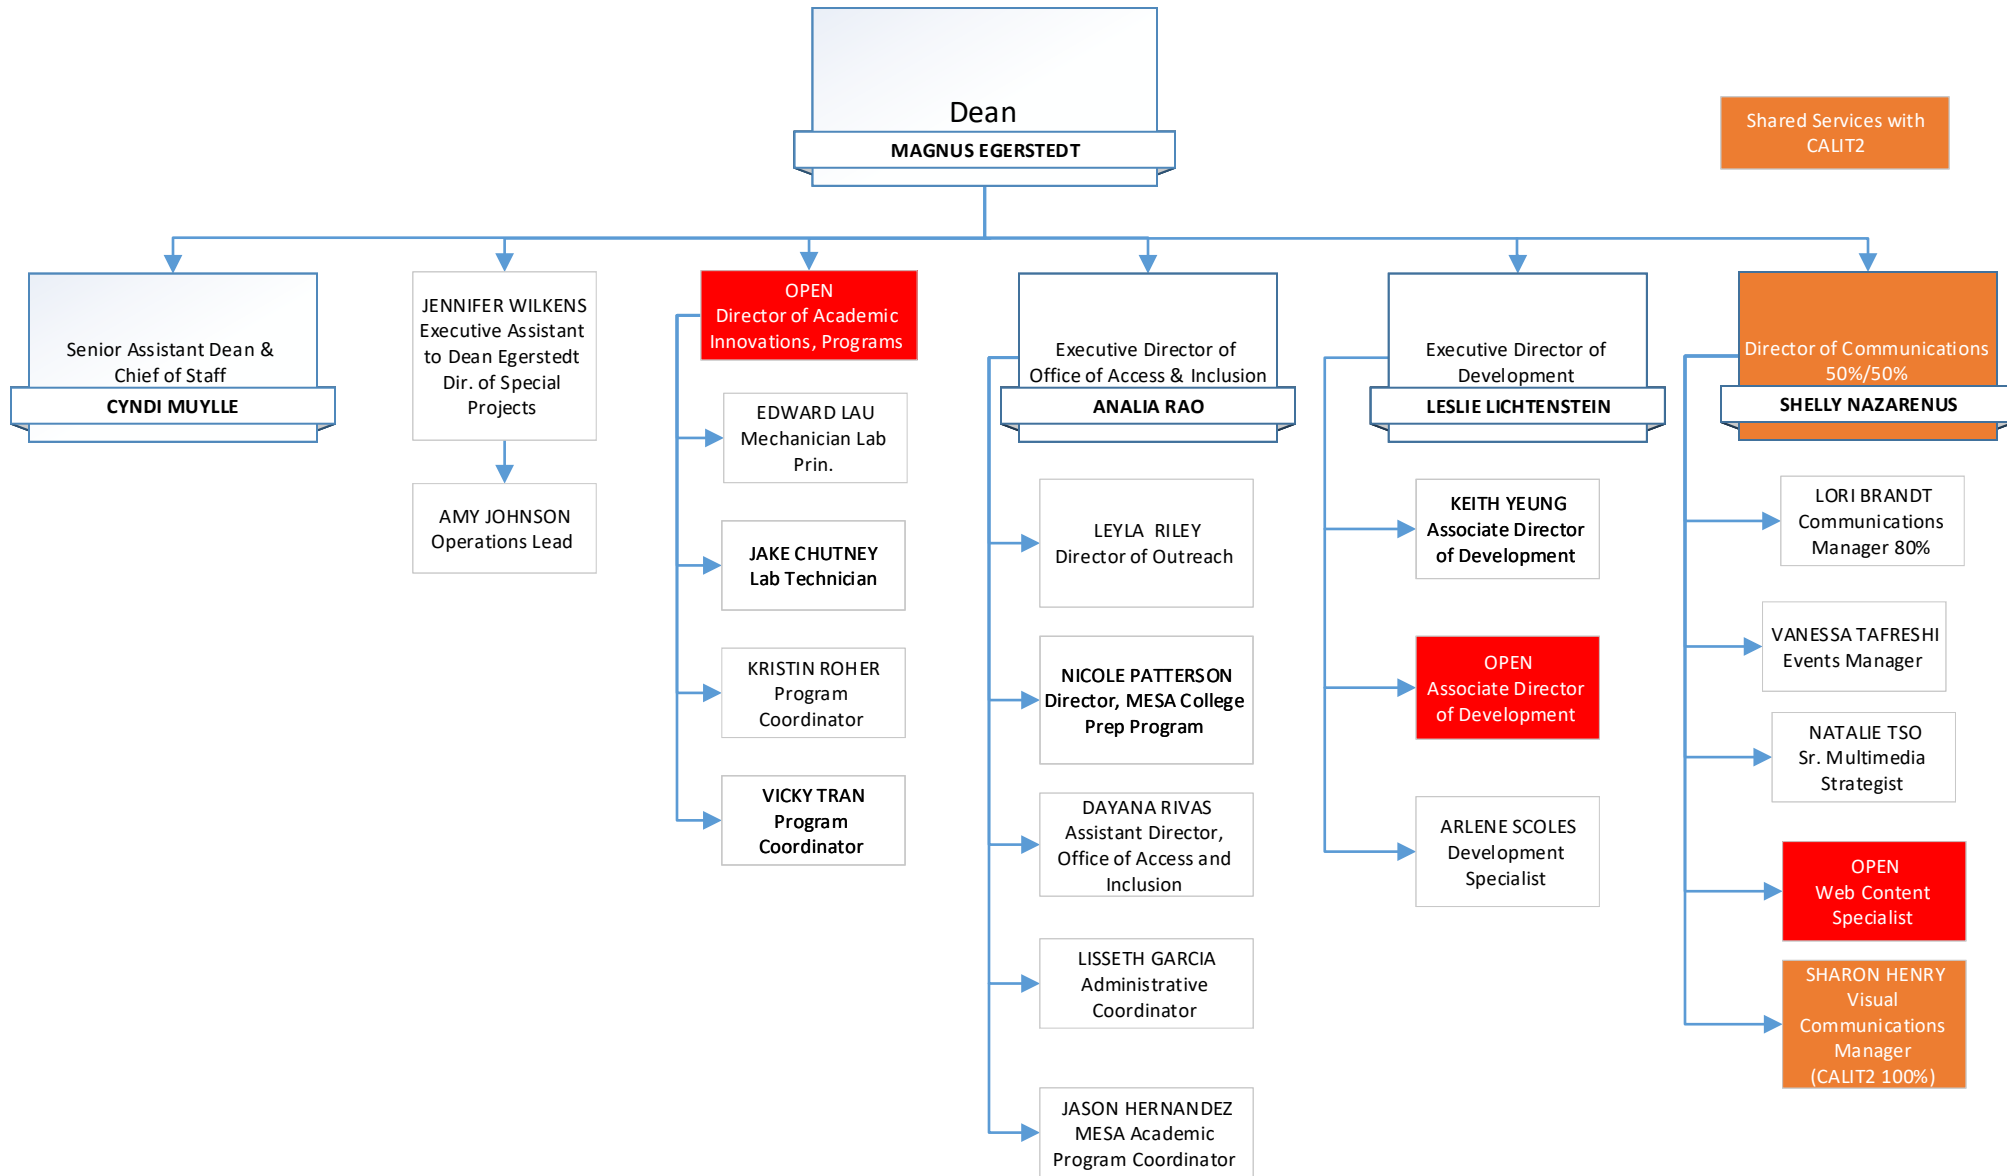 Dean
MAGNUS EGERSTEDT
Shared Services with
CALIT2
Senior Assistant Dean &
Chief of Staff
CYNDI MUYLLE
JENNIFER WILKENS
Executive Assistant
to Dean Egerstedt
Dir. of Special
Projects
AMY JOHNSON
Operations Lead
OPEN
Director of Academic
Innovations, Programs
EDWARD LAU
Mechanician Lab
Prin.
JAKE CHUTNEY
Lab Technician
KRISTIN ROHER
Program
Coordinator
VICKY TRAN
Program
Coordinator
Executive Director of
Office of Access & Inclusion
ANALIA RAO
LEYLA  RILEY
Director of Outreach
NICOLE PATTERSON
Director, MESA College
Prep Program
DAYANA RIVAS
Assistant Director,
Office of Access and
Inclusion
LISSETH GARCIA
Administrative
Coordinator
JASON HERNANDEZ
MESA Academic
Program Coordinator
Executive Director of
Development
LESLIE LICHTENSTEIN
KEITH YEUNG
Associate Director
of Development
OPEN
Associate Director
of Development
ARLENE SCOLES
Development
Specialist
Director of Communications
50%/50%
SHELLY NAZARENUS
LORI BRANDT
Communications
Manager 80%
VANESSA TAFRESHI
Events Manager
NATALIE TSO
Sr. Multimedia
Strategist
OPEN
Web Content
Specialist
SHARON HENRY
Visual
Communications
Manager
(CALIT2 100%)